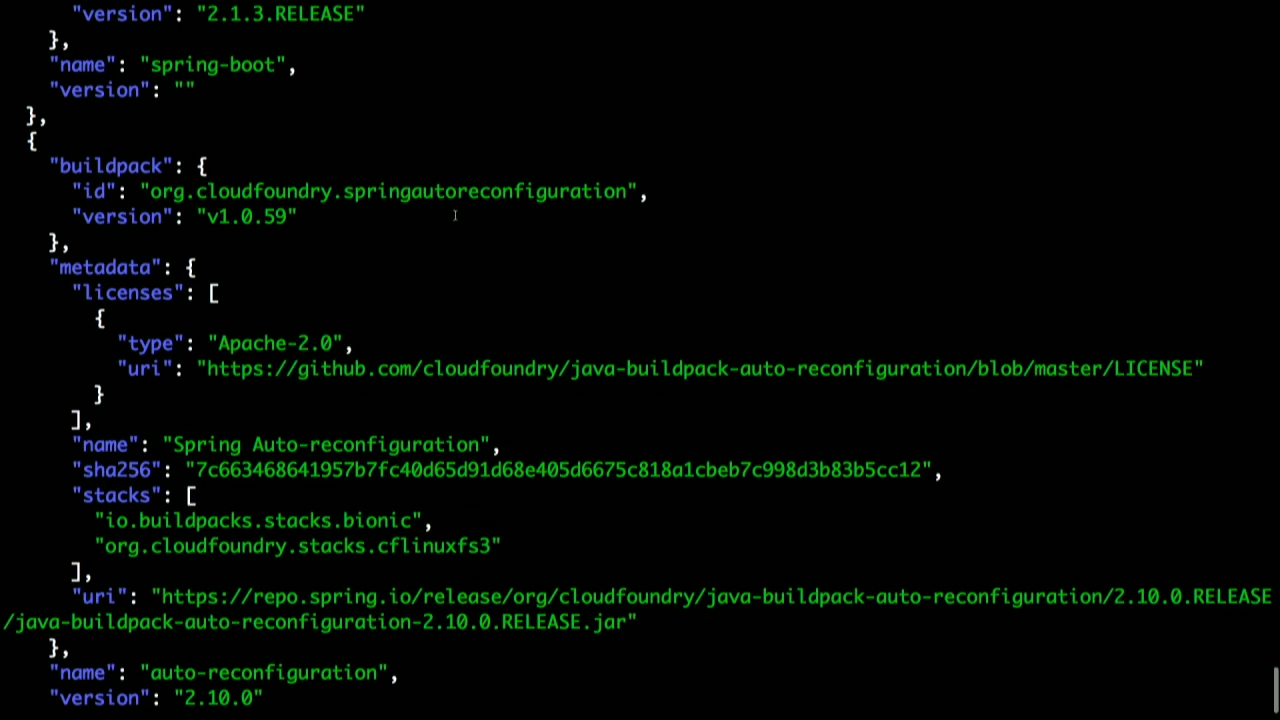 "version": "2.1.3.RELEASE"
},
"name": "spring-boot",
"version": ""
},
{
"buildpack": {
"id": "org.cloudfoundry.springautoreconfiguration",
"version": "v1.0.59"
},
"metadata": {
"licenses": [
{
"type": "Apache-2.0",
"uri": "https://github.com/cloudfoundry/java-buildpack-auto-reconfiguration/blob/master/LICENSE"
}
],
"name": "Spring Auto-reconfiguration",
"sha256": "7c663468641957b7fc40d65d91d68e405d6675c818a1cbeb7c998d3b83b5cc12",
"stacks": [
"io.buildpacks.stacks.bionic",
"org.cloudfoundry.stacks.cflinuxfs3"
],
"uri": "https://repo.spring.io/release/org/cloudfoundry/java-buildpack-auto-reconfiguration/2.10.0.RELEASE
/java-buildpack-auto-reconfiguration-2.10.0.RELEASE.jar"
},
"name": "auto-reconfiguration",
"version": "2.10.0"